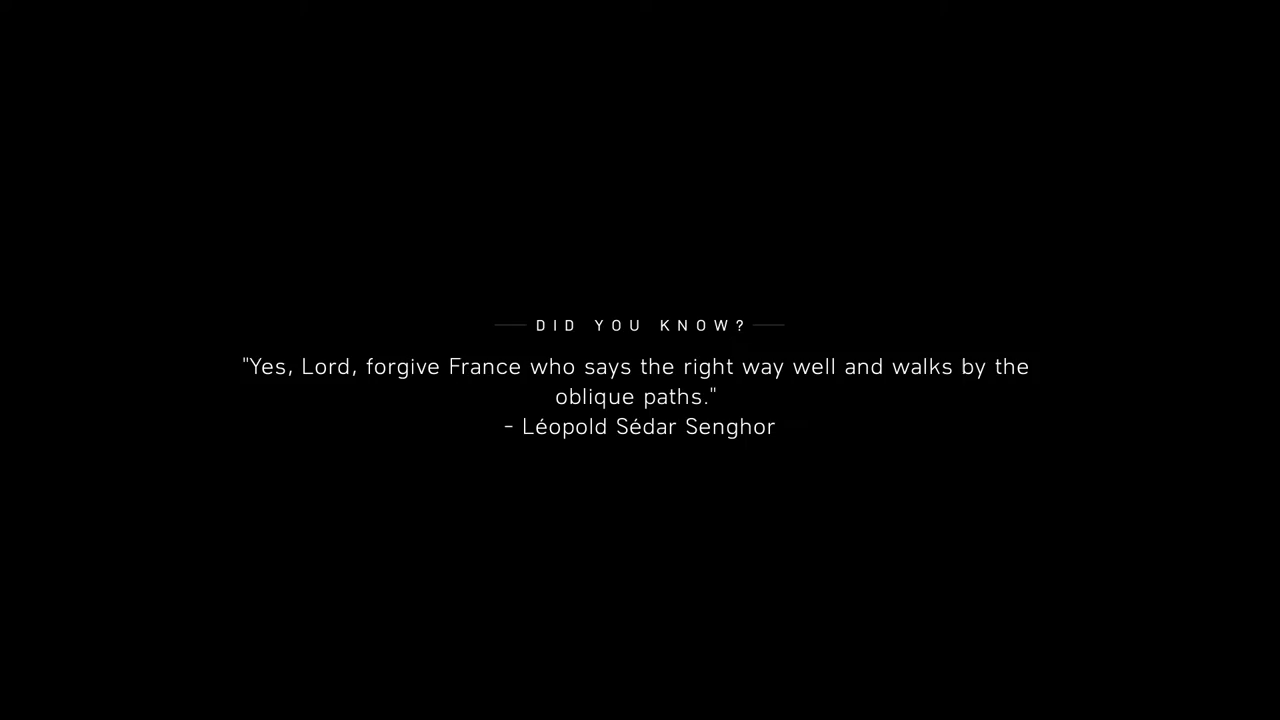 DID YOU KNOW?
"Yes, Lord, forgive France who says the right way well and walks by the
oblique paths."
- Léopold Sédar Senghor